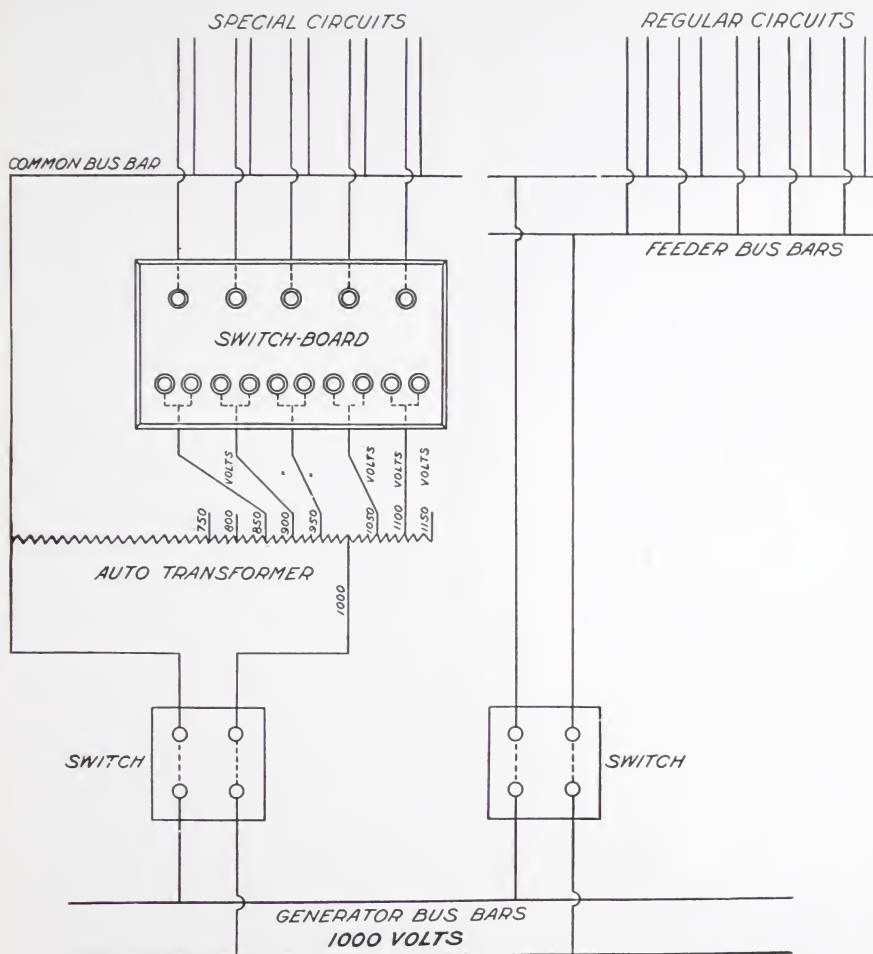 SPECIAL CIRCUITS
REGULAR CIRCUITS
COMMON BUS BAR
FEEDER BUS BARS
SWITCH-BOARD
VOLTS
"
VOLTS
VOLTS
VOLTS
750
800
850
900
950
1050
1100
1150
AUTO TRANSFORMER
1000
SWITCH
SWITCH
GENERATOR BUS BARS
1000 VOLTS